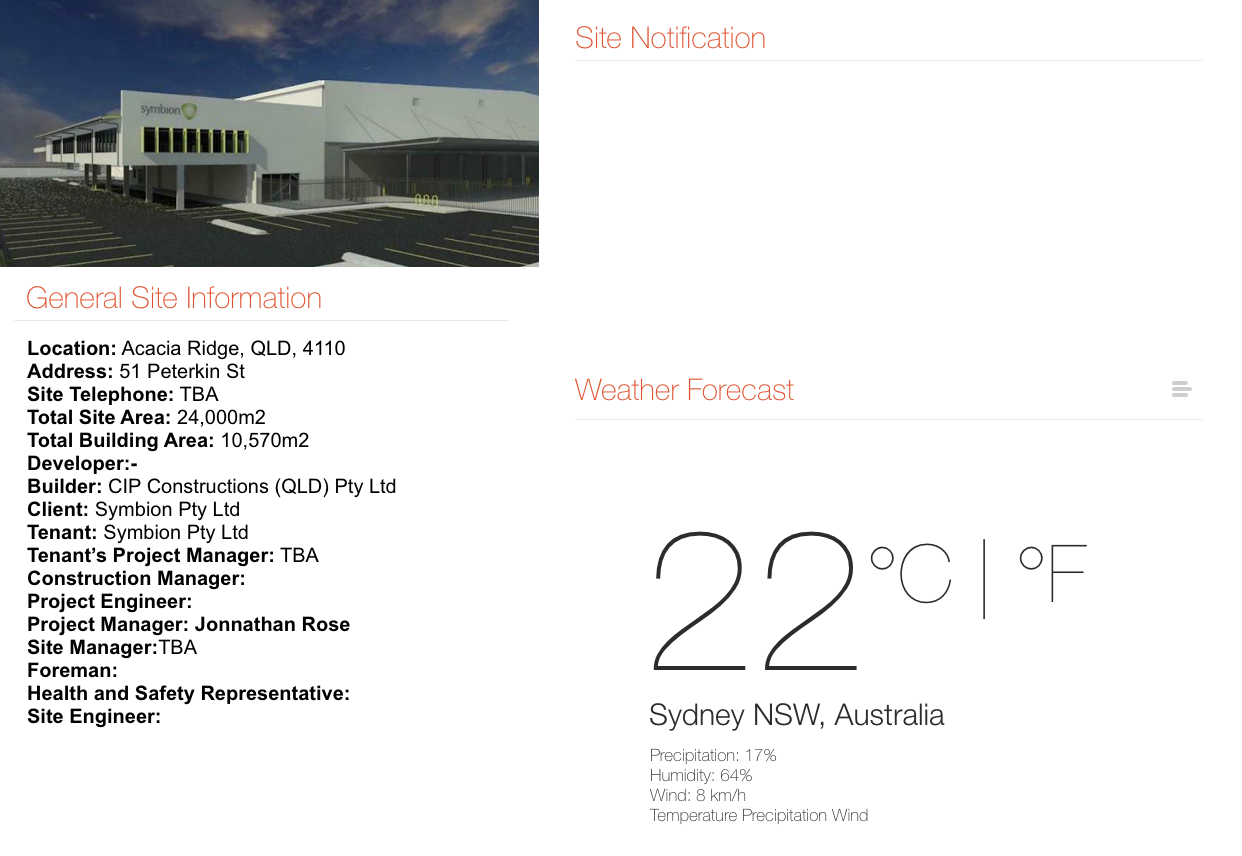 symbion
General Site Information
Location: Acacia Ridge, QLD, 4110
Address: 51 Peterkin St
Site Telephone: TBA
Total Site Area: 24,000m2
Total Building Area: 10,570m2
Developer:-
Builder: CIP Constructions (QLD) Pty Ltd
Client: Symbion Pty Ltd
Tenant: Symbion Pty Ltd
Tenant’s Project Manager: TBA
Construction Manager:
Project Engineer:
Project Manager: Jonnathan Rose
Site Manager:TBA
Foreman:
Health and Safety Representative:
Site Engineer:
Site Notification
Weather Forecast
22°C | °F
Sydney NSW, Australia
Precipitation: 17%
Humidity: 64%
Wind: 8 km/h
Temperature Precipitation Wind